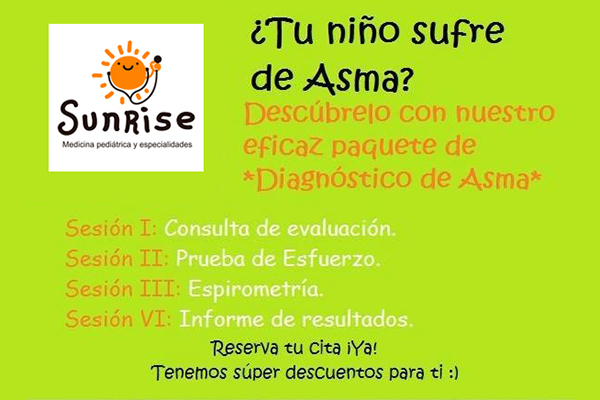 ¿Tu niño sufre
de Asma?
SunRise
Medicina pediátrica y especialidades
Descúbrelo con nuestro
eficaz paquete de
*Diagnóstico de Asma*
Sesión I: Consulta de evaluación.
Sesión II: Prueba de Esfuerzo.
Sesión III: Espirometría.
Sesión VI: Informe de resultados.
Reserva tu cita ¡Ya!
Tenemos súper descuentos para ti :)